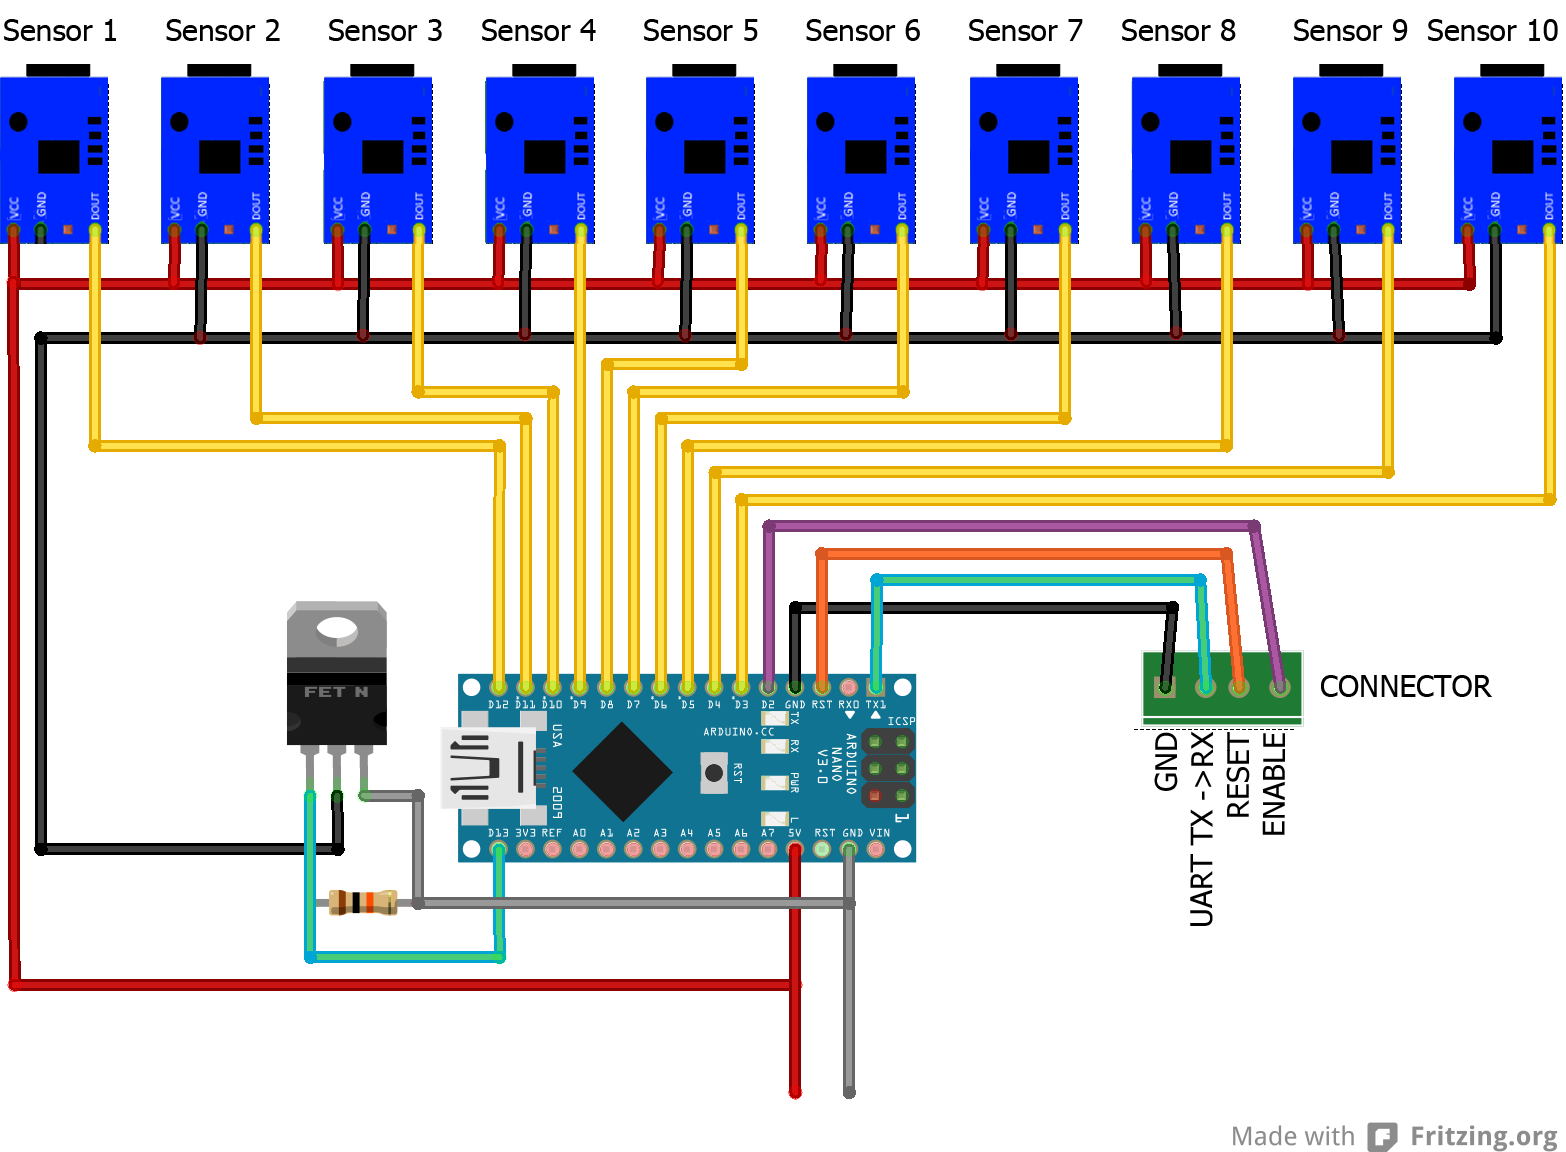 Sensor 1 Sensor 2 Sensor 3 Sensor 4 Sensor 5 Sensor 6 Sensor 7 Sensor 8 Sensor 9 Sensor 10
VCC GND DOUT VCC GND DOUT VCC GND DOUT VCC GND DOUT VCC GND DOUT VCC GND DOUT VCC GND DOUT VCC GND DOUT VCC GND DOUT VCC GND DOUT
FET N
D12 D11 D10 D9 D8 D7 D6 D5 D4 D3 D2 GND RST RX0 TX1
TX
RX
PWR
L
ARDUINO.CC
RST
USA
2009
ARDUINO
NANO
V3.0
ICSP
1
D13 3V3 REF A0 A1 A2 A3 A4 A5 A6 A7 5V RST GND VIN
CONNECTOR
GND
UART TX ->RX
RESET
ENABLE
Made with Fritzing.org